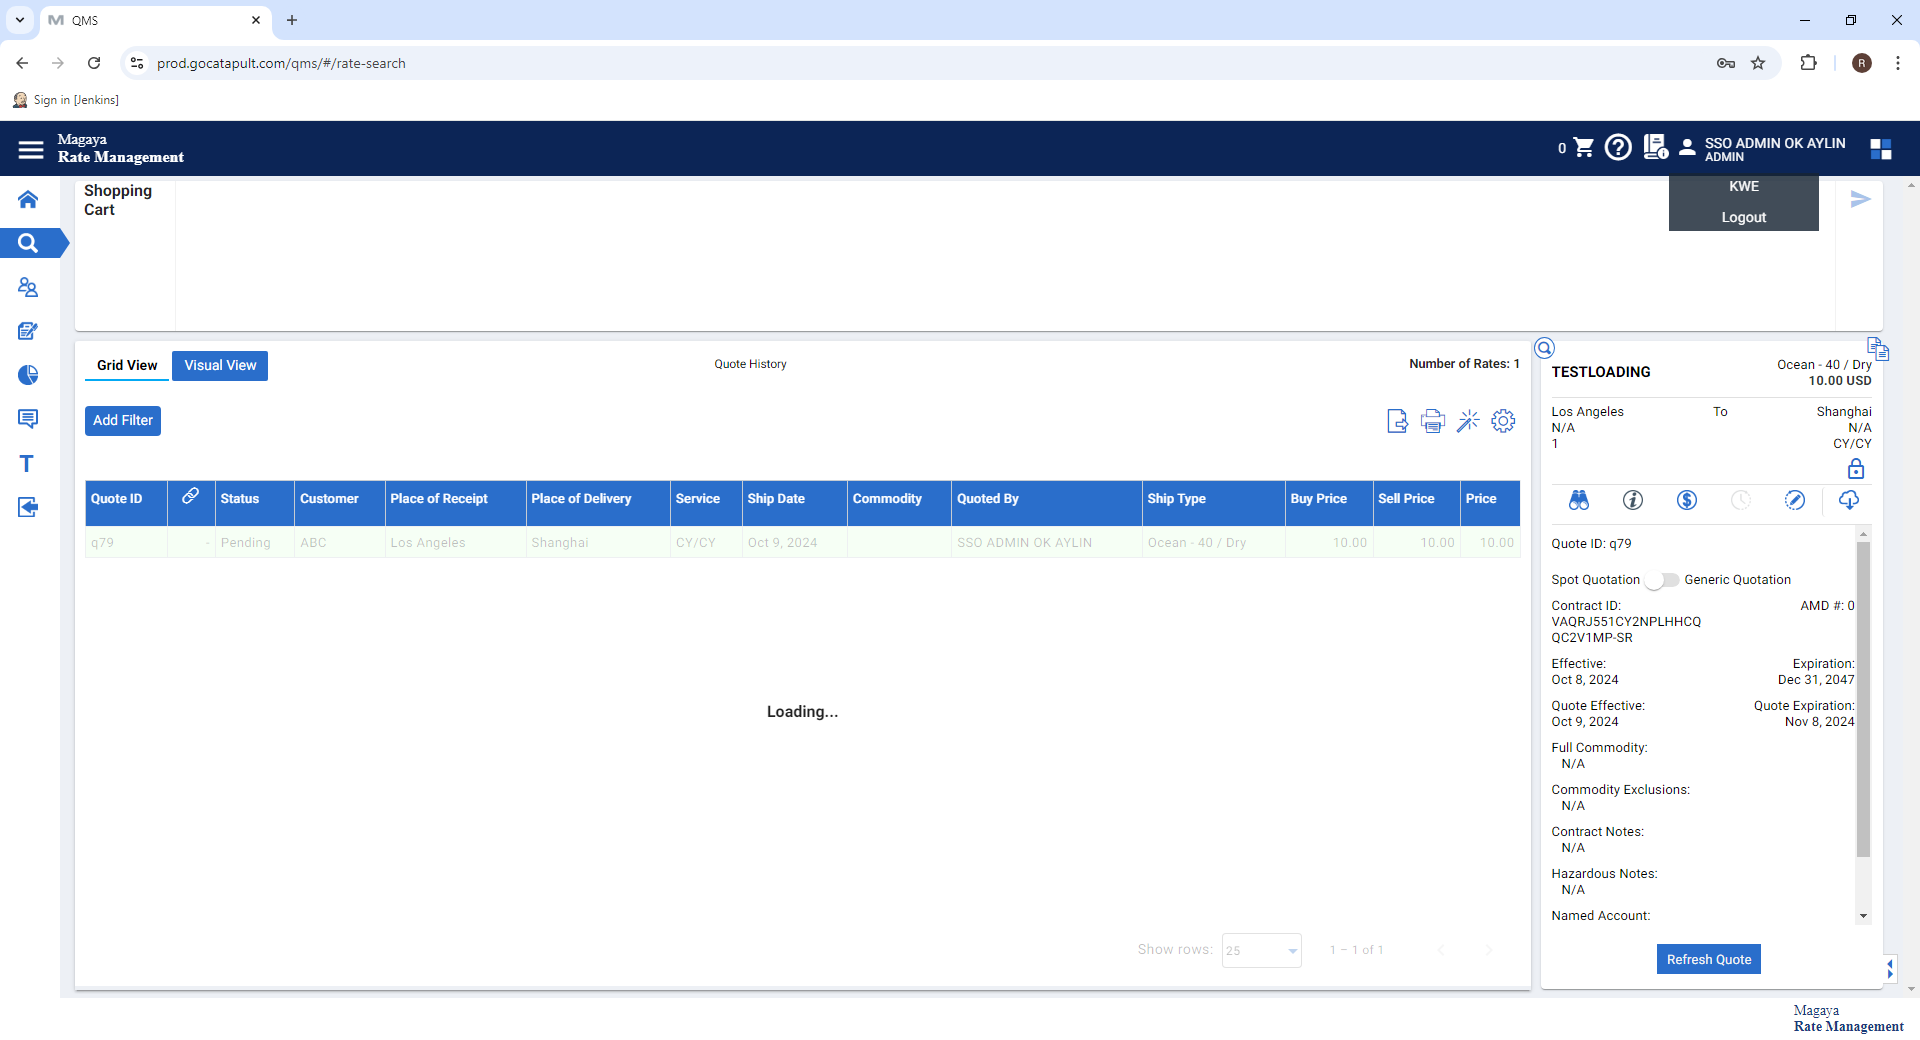 QMS
prod.gocatapult.com/qms/#/rate-search
R
Sign in [Jenkins]
Magaya
Rate Management
0
SSO ADMIN OK AYLIN
ADMIN
KWE
Logout
Shopping
Cart
Grid View
Visual View
Quote History
Number of Rates: 1
Add Filter
Quote ID Status Customer Place of Receipt Place of Delivery Service Ship Date Commodity Quoted By Ship Type Buy Price Sell Price Price
q79 - Pending ABC Los Angeles Shanghai CY/CY Oct 9, 2024 SSO ADMIN OK AYLIN Ocean - 40 / Dry 10.00 10.00 10.00
Loading...
Show rows: 25 1 – 1 of 1
TESTLOADING
Ocean - 40 / Dry
10.00 USD
Los Angeles To Shanghai
N/A N/A
1 CY/CY
Quote ID: q79
Spot Quotation Generic Quotation
Contract ID: AMD #: 0
VAQRJ551CY2NPLHHCQ
QC2V1MP-SR
Effective: Expiration:
Oct 8, 2024 Dec 31, 2047
Quote Effective: Quote Expiration:
Oct 9, 2024 Nov 8, 2024
Full Commodity:
N/A
Commodity Exclusions:
N/A
Contract Notes:
N/A
Hazardous Notes:
N/A
Named Account:
Refresh Quote
Magaya
Rate Management